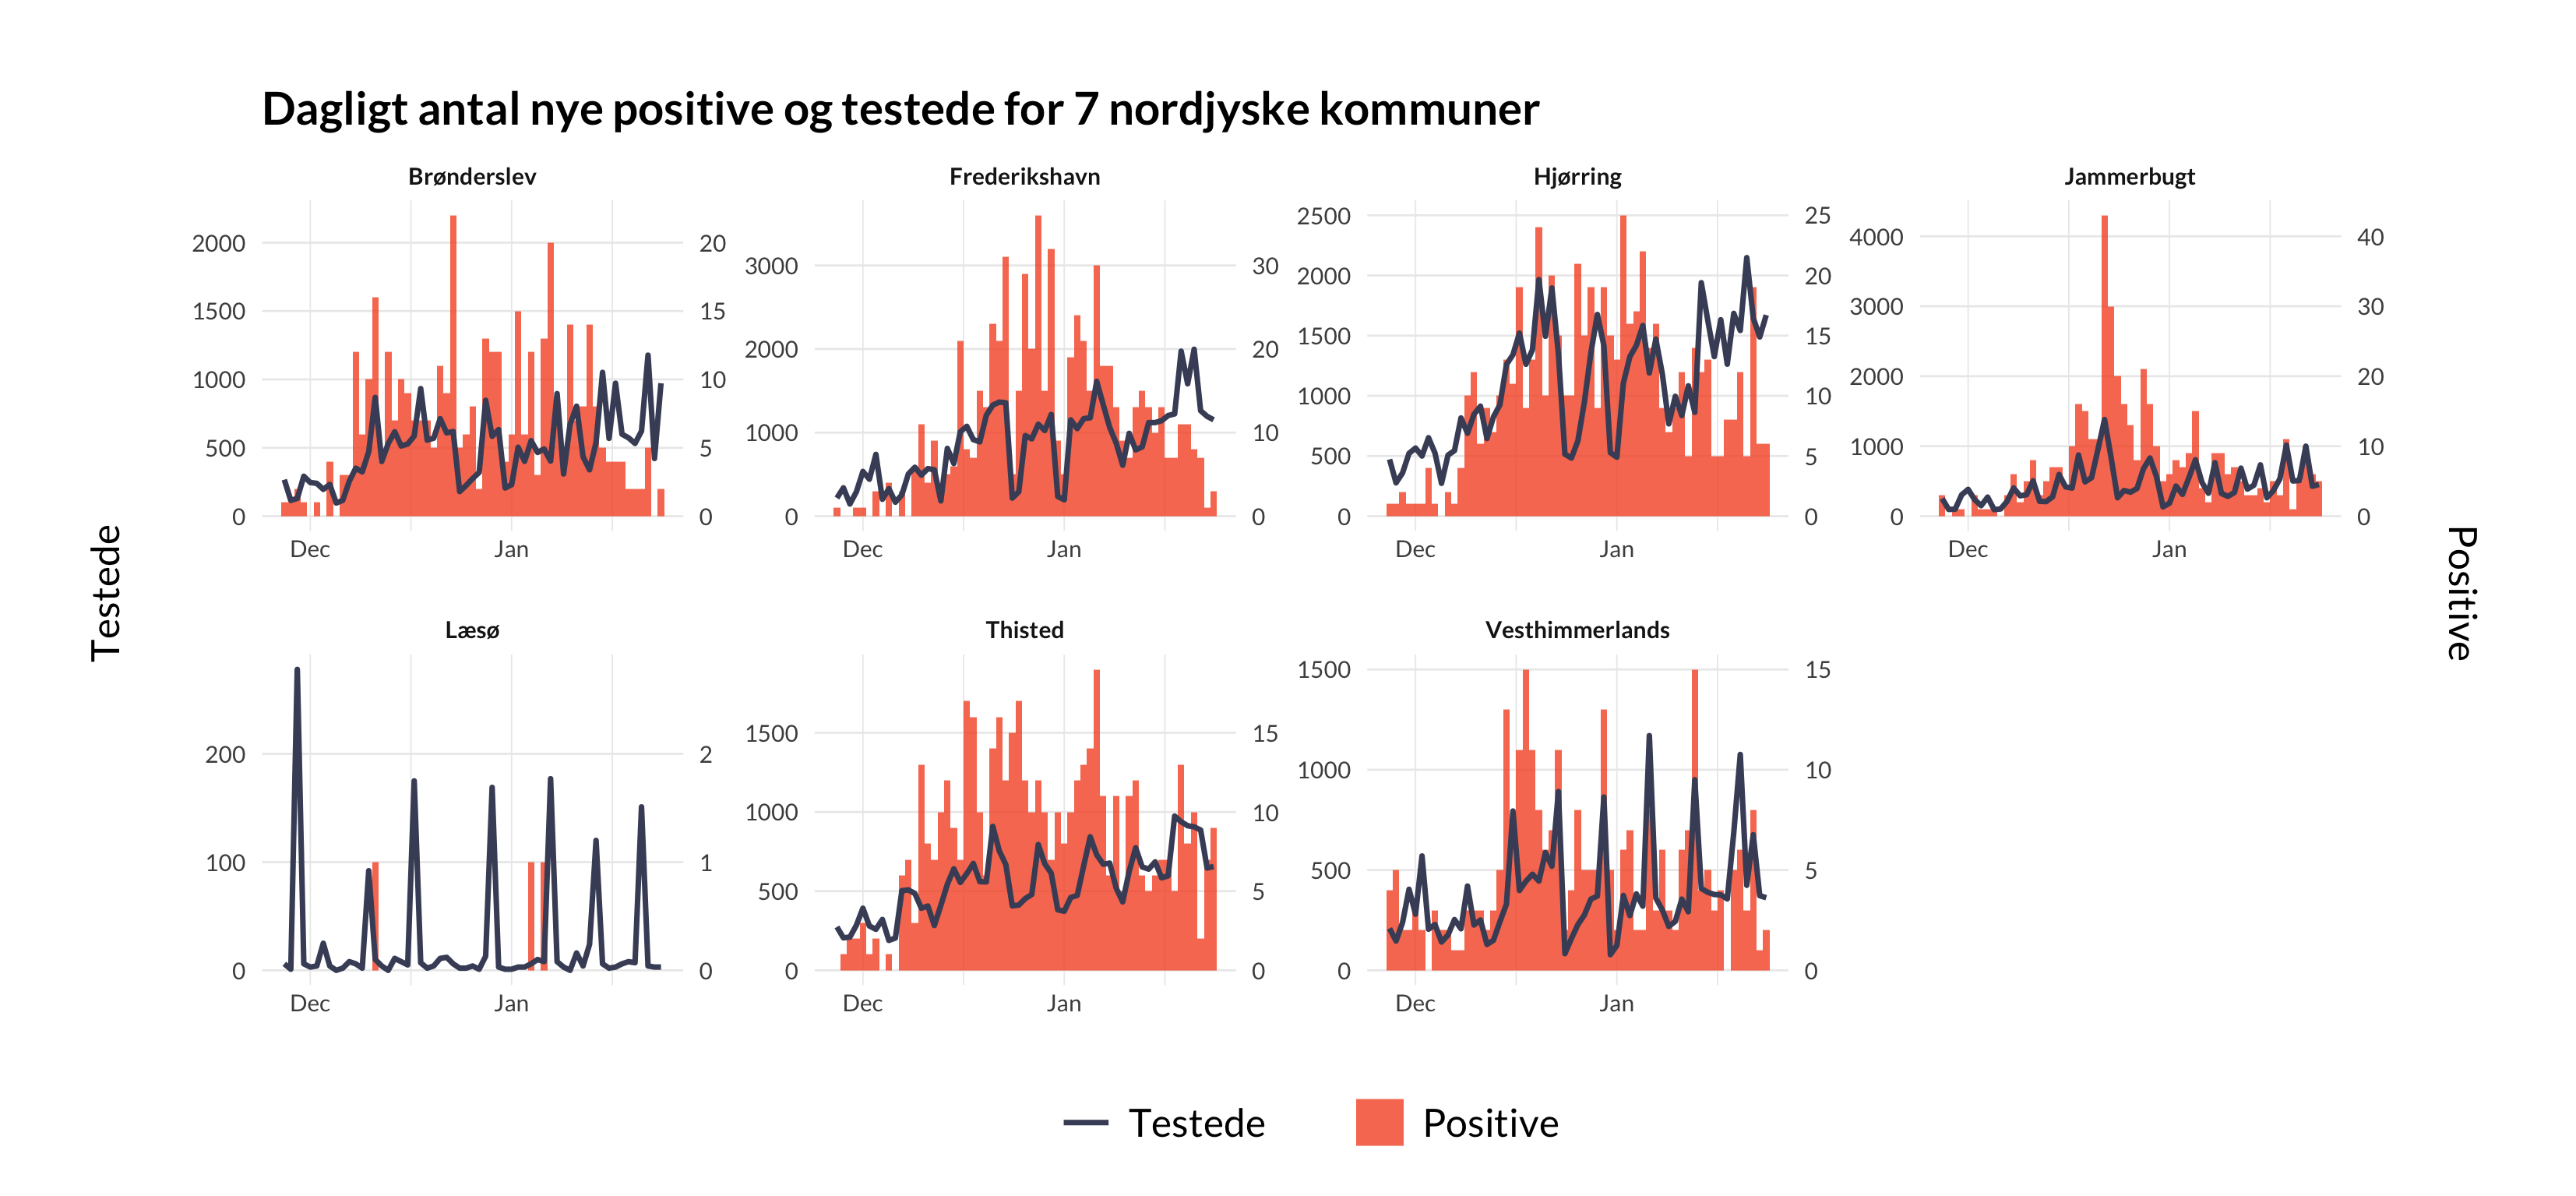 Dagligt antal nye positive og testede for 7 nordjyske kommuner
Brønderslev
Frederikshavn
Hjørring
Jammerbugt
2000
1500
1000
500
0
20
15
10
5
0
Dec
Jan
3000
2000
1000
0
30
20
10
0
Dec
Jan
2500
2000
1500
1000
500
0
25
20
15
10
5
0
Dec
Jan
4000
3000
2000
1000
0
40
30
20
10
0
Dec
Jan
Testede
Positive
Læsø
Thisted
Vesthimmerlands
200
100
0
2
1
0
Dec
Jan
1500
1000
500
0
15
10
5
0
Dec
Jan
1500
1000
500
0
15
10
5
0
Dec
Jan
Testede
Positive